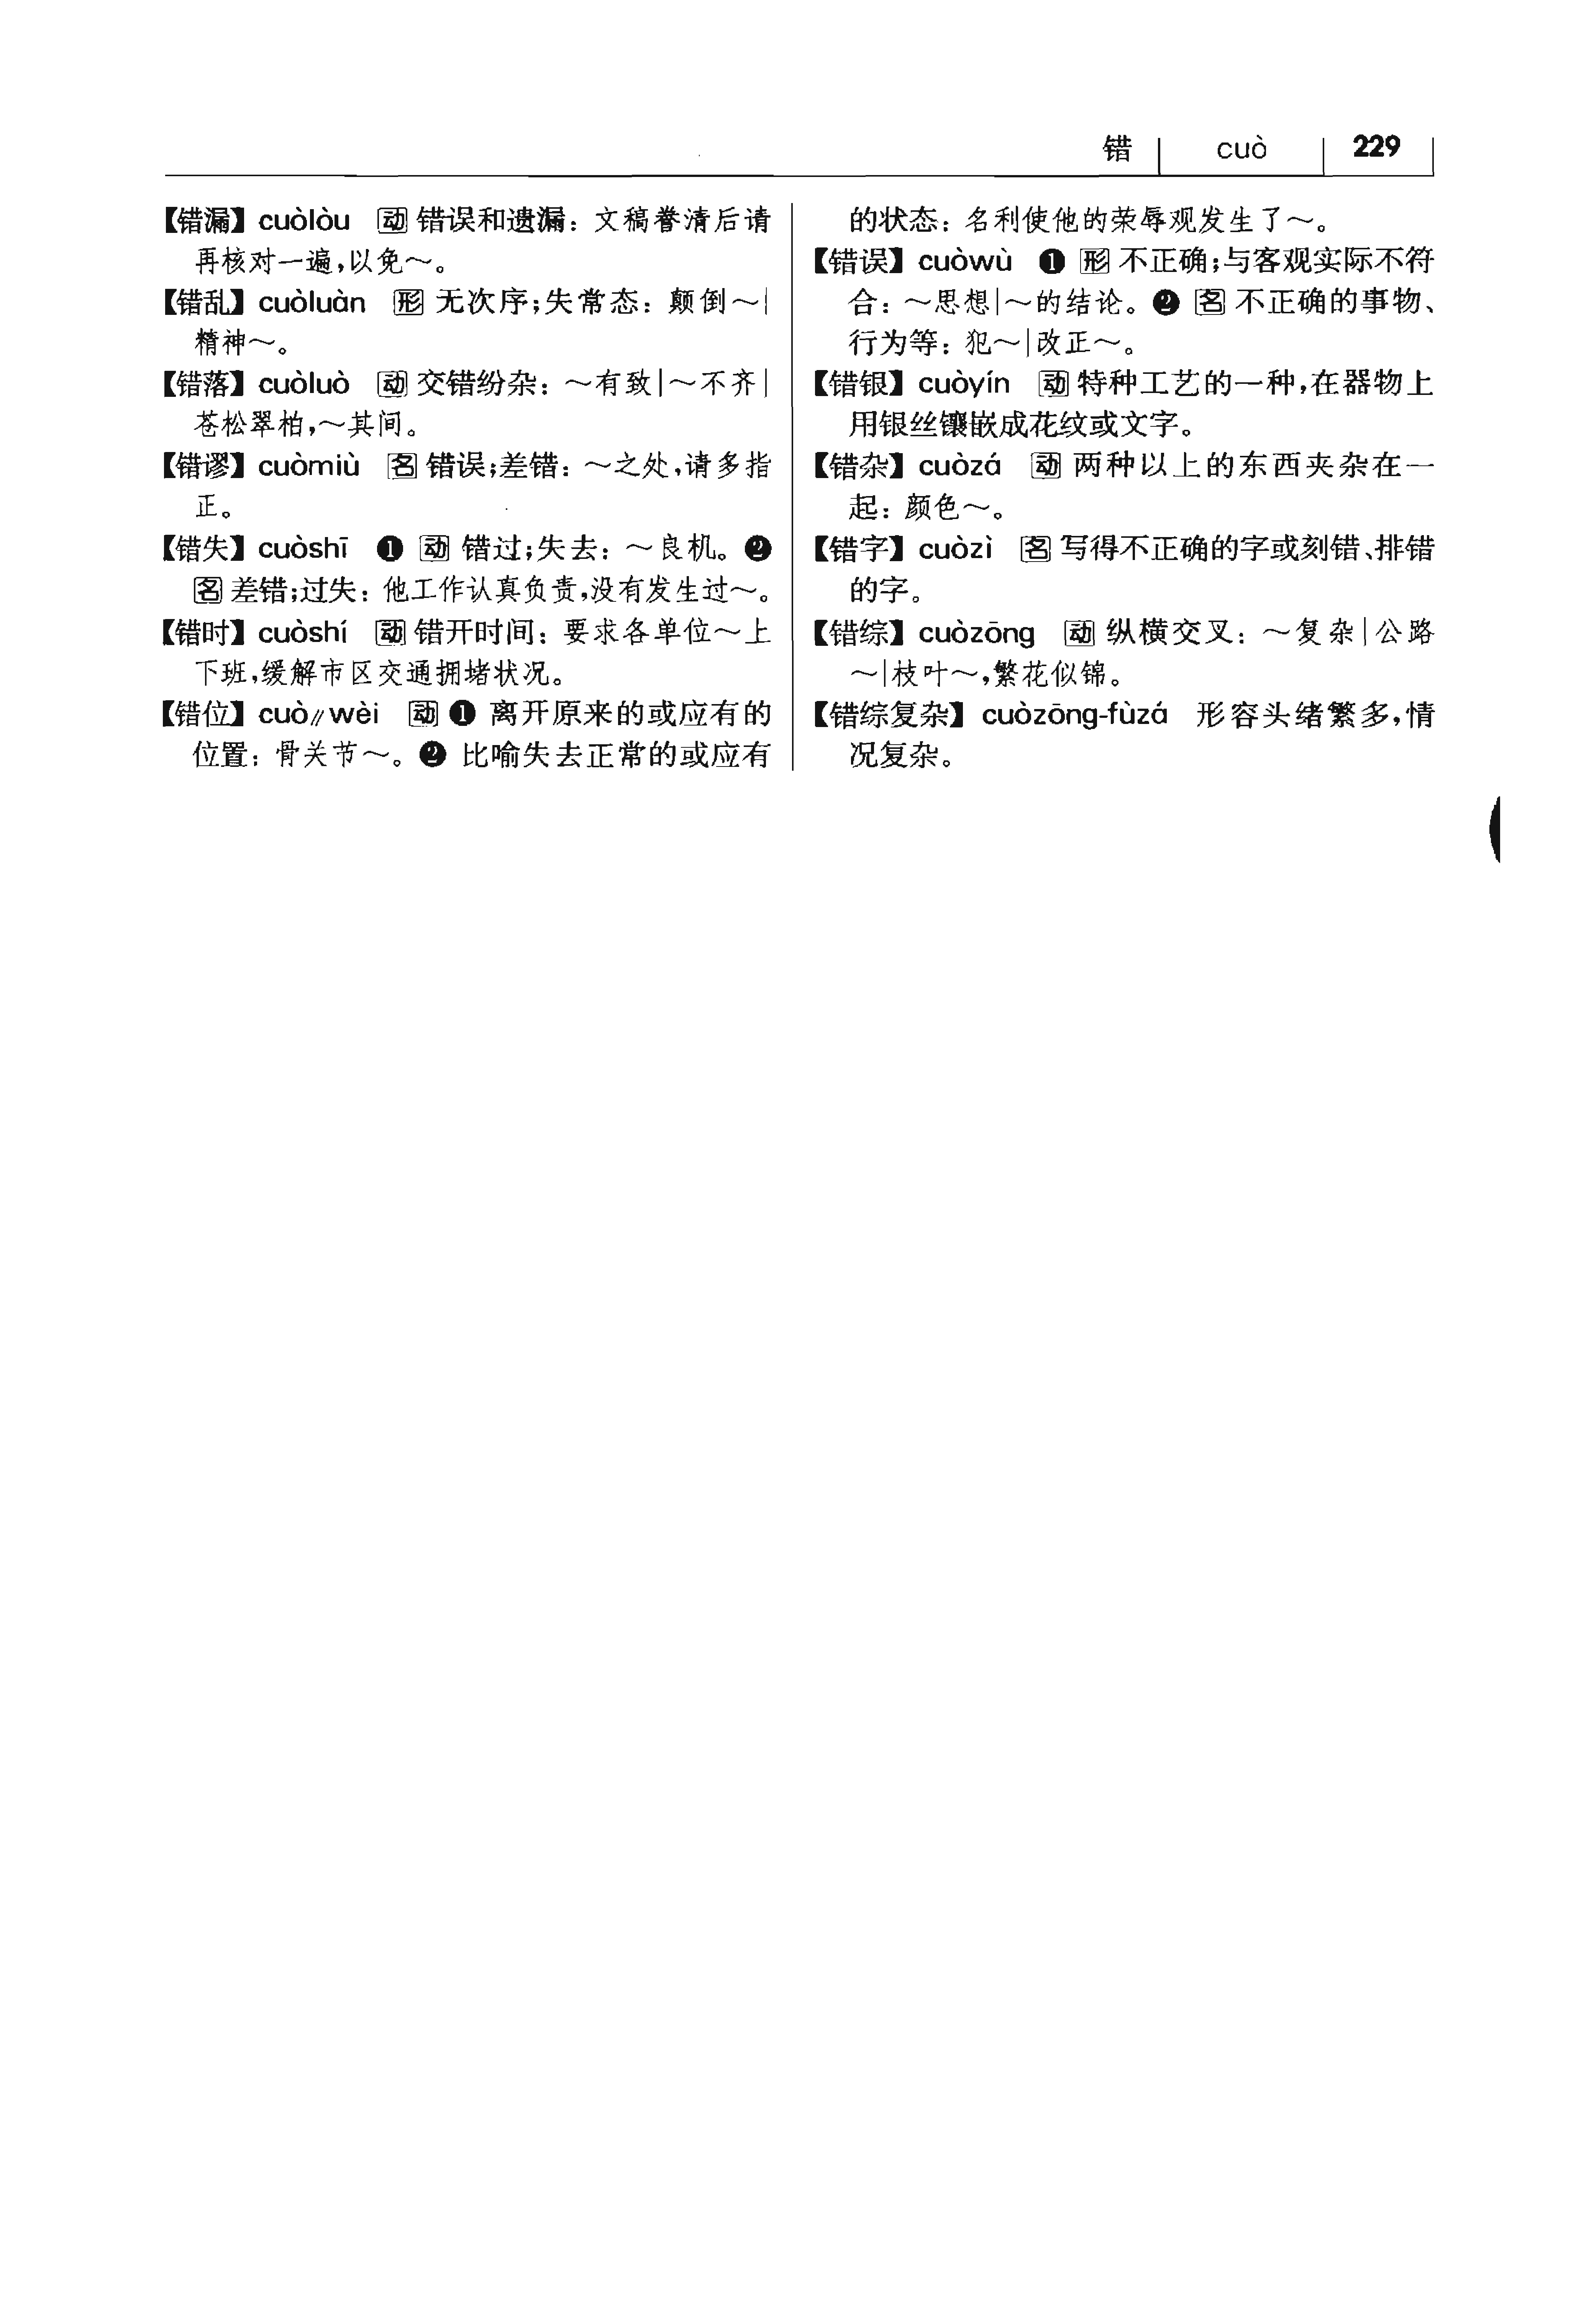 错 cuò 229
【错漏】 cuòlòu 动 错误和遗漏：文稿誊清后请
再核对一遍，以免～。
【错乱】 cuòluàn 形 无次序；失常态：颠倒～|
精神～。
【错落】 cuòluò 动 交错纷杂：～有致|～不齐|
苍松翠柏，～其间。
【错谬】 cuòmiù 名 错误；差错：～之处，请多指
正。
【错失】 cuòshī ❶ 动 错过；失去：～良机。❷
名 差错；过失：他工作认真负责，没有发生过～。
【错时】 cuòshí 动 错开时间：要求各单位～上
下班，缓解市区交通拥堵状况。
【错位】 cuò∥wèi 动 ❶ 离开原来的或应有的
位置：骨关节～。❷ 比喻失去正常的或应有
的状态：名利使他的荣辱观发生了～。
【错误】 cuòwù ❶ 形 不正确；与客观实际不符
合：～思想|～的结论。❷ 名 不正确的事物、
行为等：犯～|改正～。
【错银】 cuòyín 动 特种工艺的一种，在器物上
用银丝镶嵌成花纹或文字。
【错杂】 cuòzá 动 两种以上的东西夹杂在一
起：颜色～。
【错字】 cuòzì 名 写得不正确的字或刻错、排错
的字。
【错综】 cuòzōng 动 纵横交叉：～复杂|公路
～|枝叶～，繁花似锦。
【错综复杂】 cuòzōng-fùzá 形容头绪繁多，情
况复杂。